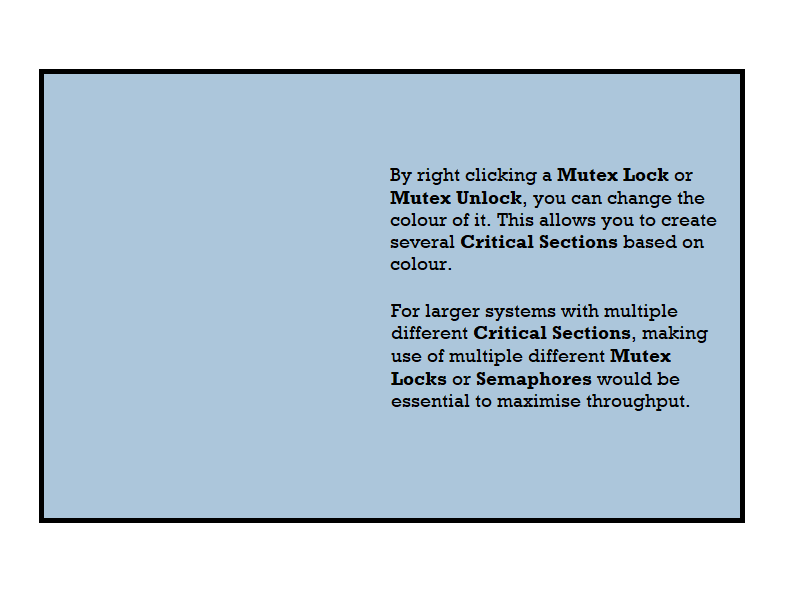 By right clicking a Mutex Lock or
Mutex Unlock, you can change the
colour of it. This allows you to create
several Critical Sections based on
colour.
For larger systems with multiple
different Critical Sections, making
use of multiple different Mutex
Locks or Semaphores would be
essential to maximise throughput.